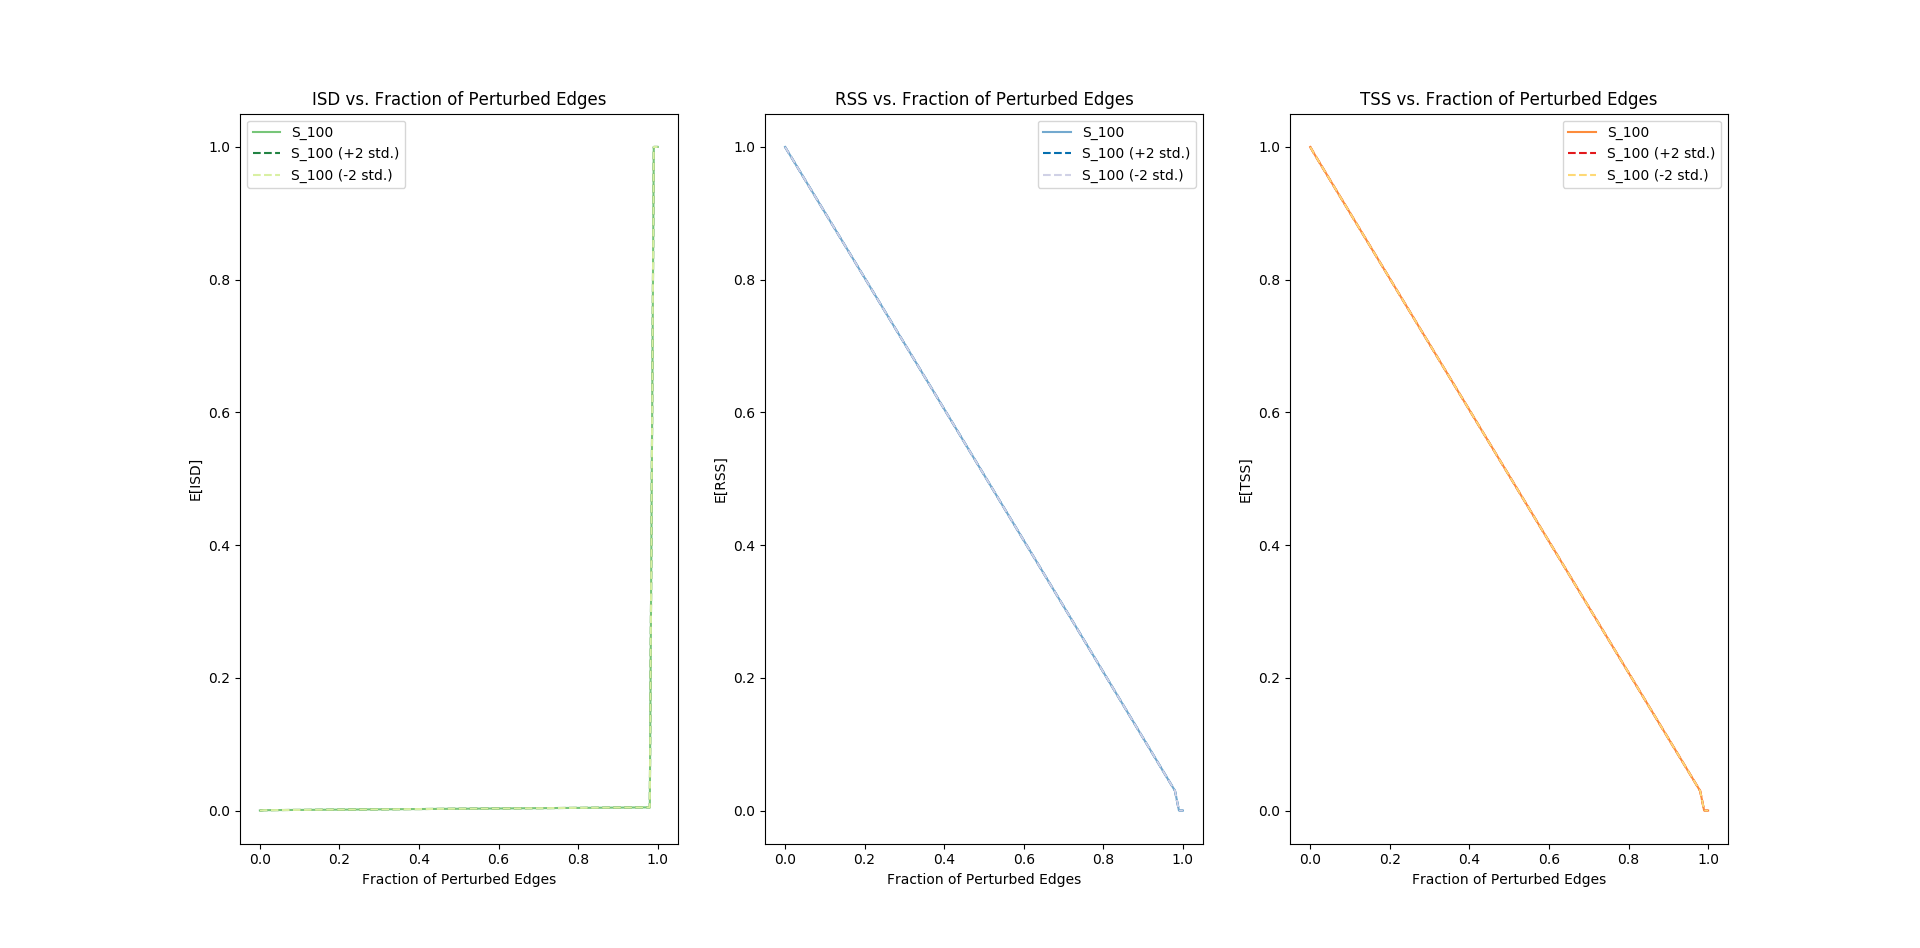 ISD vs. Fraction of Perturbed Edges
S_100
S_100 (+2 std.)
S_100 (-2 std.)
1.0
0.8
0.6
0.4
0.2
0.0
E[ISD]
0.0 0.2 0.4 0.6 0.8 1.0
Fraction of Perturbed Edges
RSS vs. Fraction of Perturbed Edges
S_100
S_100 (+2 std.)
S_100 (-2 std.)
1.0
0.8
0.6
0.4
0.2
0.0
E[RSS]
0.0 0.2 0.4 0.6 0.8 1.0
Fraction of Perturbed Edges
TSS vs. Fraction of Perturbed Edges
S_100
S_100 (+2 std.)
S_100 (-2 std.)
1.0
0.8
0.6
0.4
0.2
0.0
E[TSS]
0.0 0.2 0.4 0.6 0.8 1.0
Fraction of Perturbed Edges